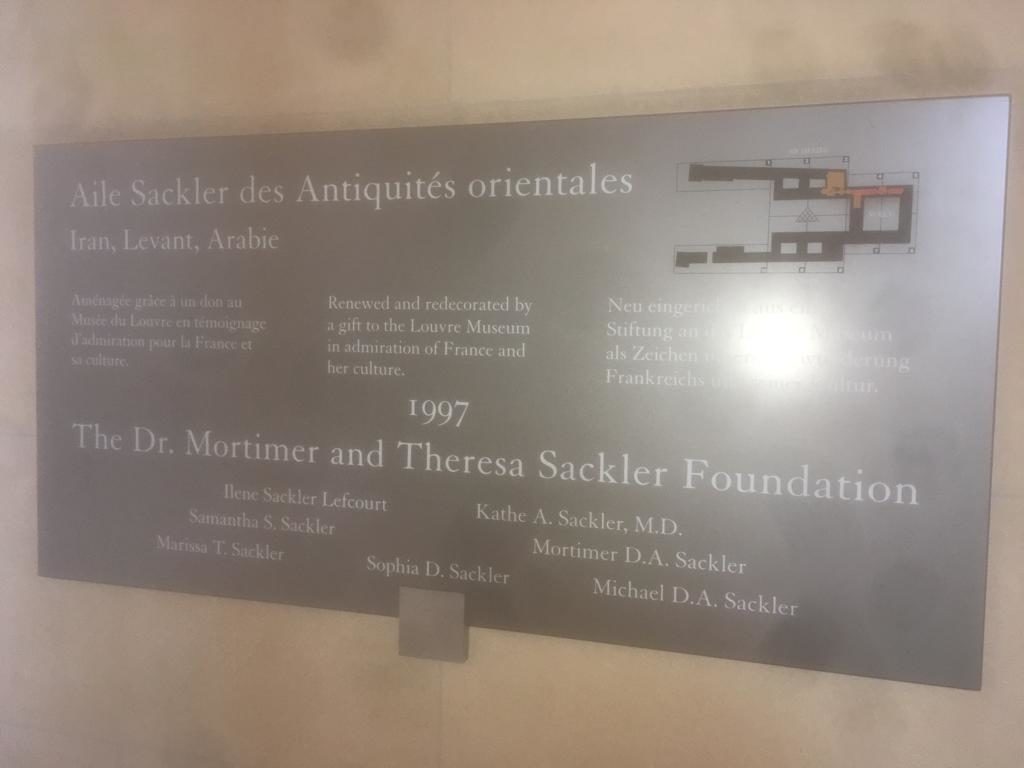 Aile Sackler des Antiquités orientales
Iran, Levant, Arabie
Aménagée grâce à un don au
Musée du Louvre en témoignage
d'admiration pour la France et
sa culture.
Renewed and redecorated by
a gift to the Louvre Museum
in admiration of France and
her culture.
Neu
Stiftung an
als Zeichen
Frankreichs
1997
The Dr. Mortimer and Theresa Sackler Foundation
Ilene Sackler Lefcourt
Samantha S. Sackler
Marissa T. Sackler
Sophia D. Sackler
Kathe A. Sackler, M.D.
Mortimer D.A. Sackler
Michael D.A. Sackler